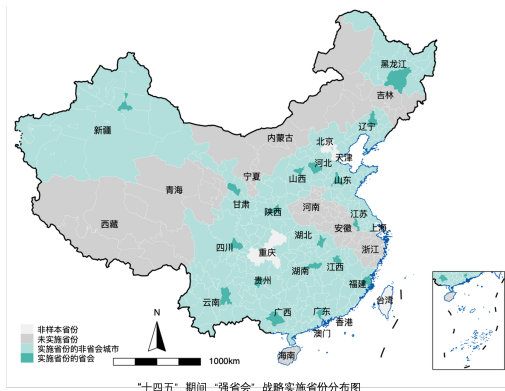 黑龙江
吉林
辽宁
新疆
内蒙古
北京
天津
河北
山西
山东
宁夏
青海
甘肃
陕西
河南
江苏
安徽
上海
西藏
四川
重庆
湖北
浙江
湖南
江西
贵州
福建
云南
广西
广东
台湾
香港
澳门
海南
N
非样本省份
未实施省份
实施省份的非省会城市
实施省份的省会
1000km
"十四五" 期间 "强省会" 战略实施省份分布图